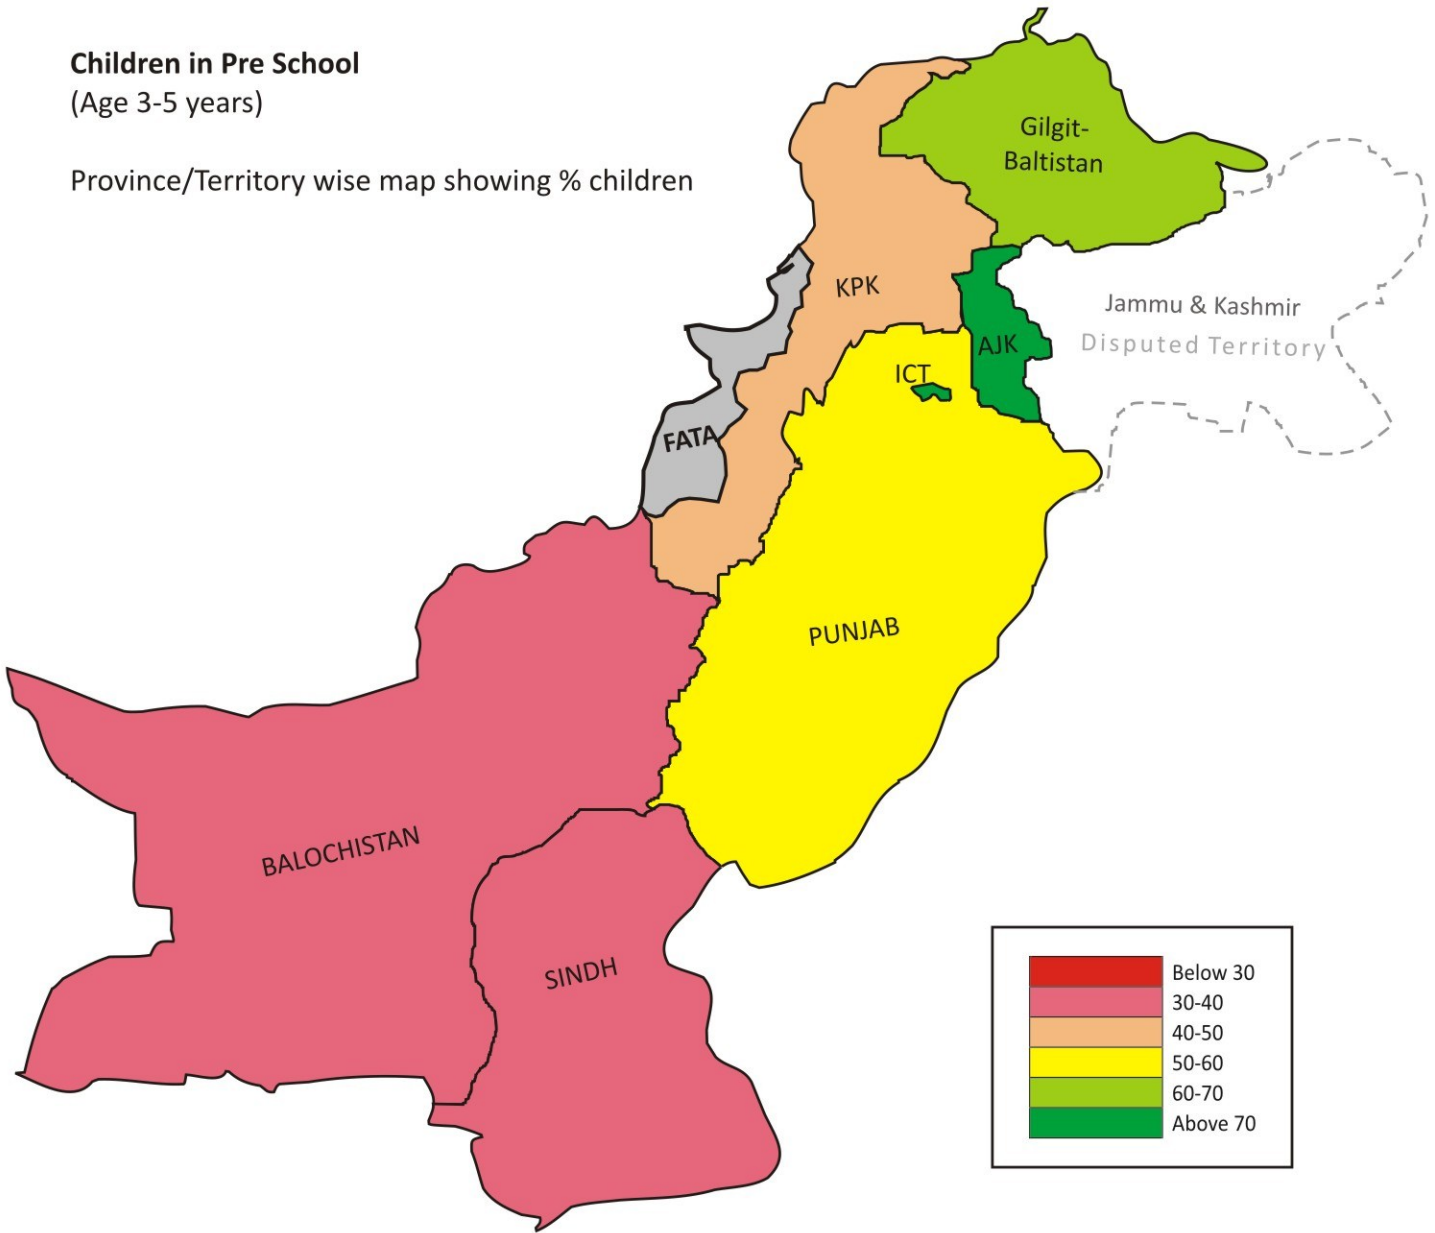 Children in Pre School
(Age 3-5 years)
Province/Territory wise map showing % children
Gilgit-
Baltistan
KPK
Jammu & Kashmir
Disputed Territory
AJK
ICT
FATA
PUNJAB
BALOCHISTAN
SINDH
Below 30
30-40
40-50
50-60
60-70
Above 70